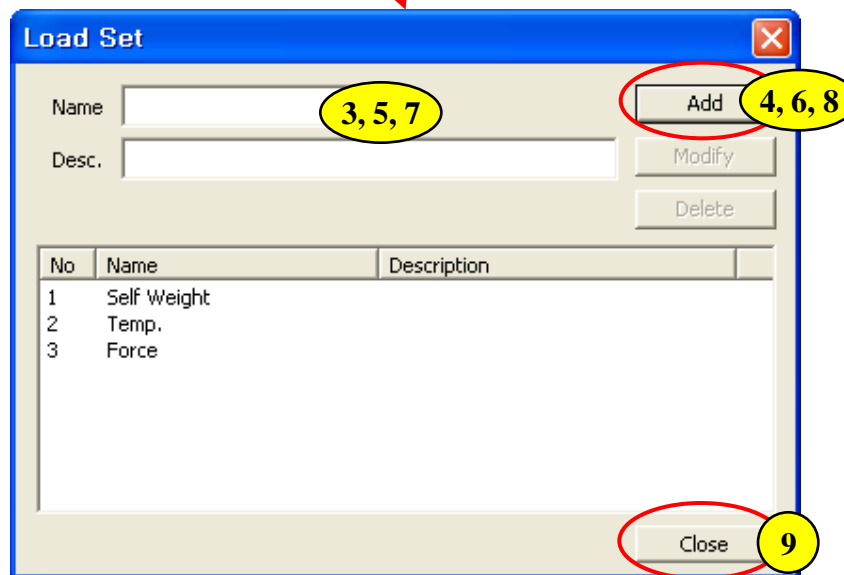 Load Set
Name
3, 5, 7
Add
4, 6, 8
Desc.
Modify
Delete
No Name Description
1 Self Weight
2 Temp.
3 Force
Close
9